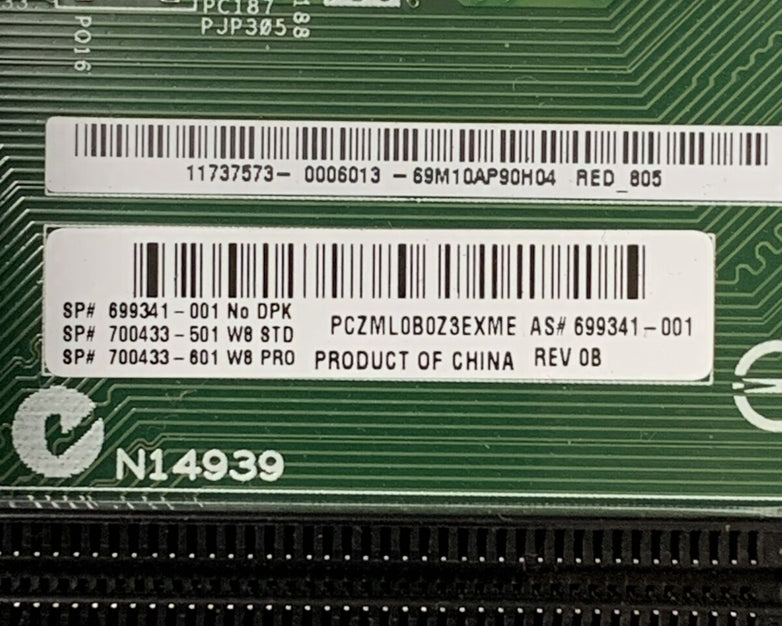 PC187
PJP305
188
PO16
11737573- 0006013 -69M10AP90H04 RED_805
SP# 699341-001 No DPK
SP# 700433-501 W8 STD
SP# 700433-601 W8 PRO
PCZML0B0Z3EXME AS# 699341-001
PRODUCT OF CHINA REV 0B
N14939